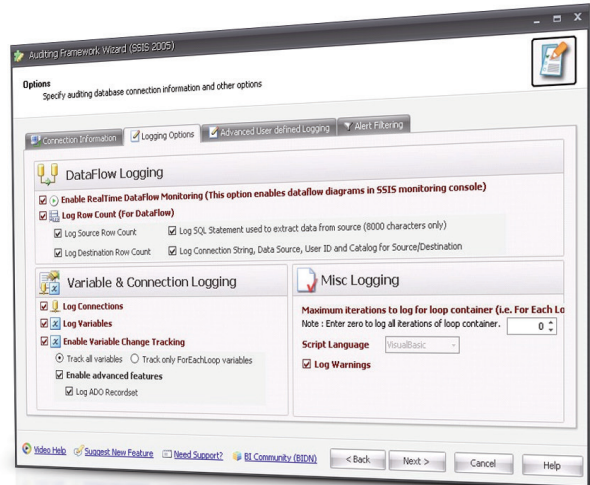 Auditing Framework Wizard (SSIS 2005)
Options
Specify auditing database connection information and other options
Connection Information
Logging Options
Advanced User defined Logging
Alert Filtering
DataFlow Logging
Enable RealTime DataFlow Monitoring (This option enables dataflow diagrams in SSIS monitoring console)
Log Row Count (For DataFlow)
Log Source Row Count
Log SQL Statement used to extract data from source (8000 characters only)
Log Destination Row Count
Log Connection String, Data Source, User ID and Catalog for Source/Destination
Variable & Connection Logging
Log Connections
Log Variables
Enable Variable Change Tracking
Track all variables
Track only ForEachLoop variables
Enable advanced features
Log ADO Recordset
Misc Logging
Maximum iterations to log for loop container (i.e. For Each Lo
Note : Enter zero to log all iterations of loop container.
0
Script Language
VisualBasic
Log Warnings
Video Help
Suggest New Feature
Need Support?
BI Community (BIDN)
< Back
Next >
Cancel
Help